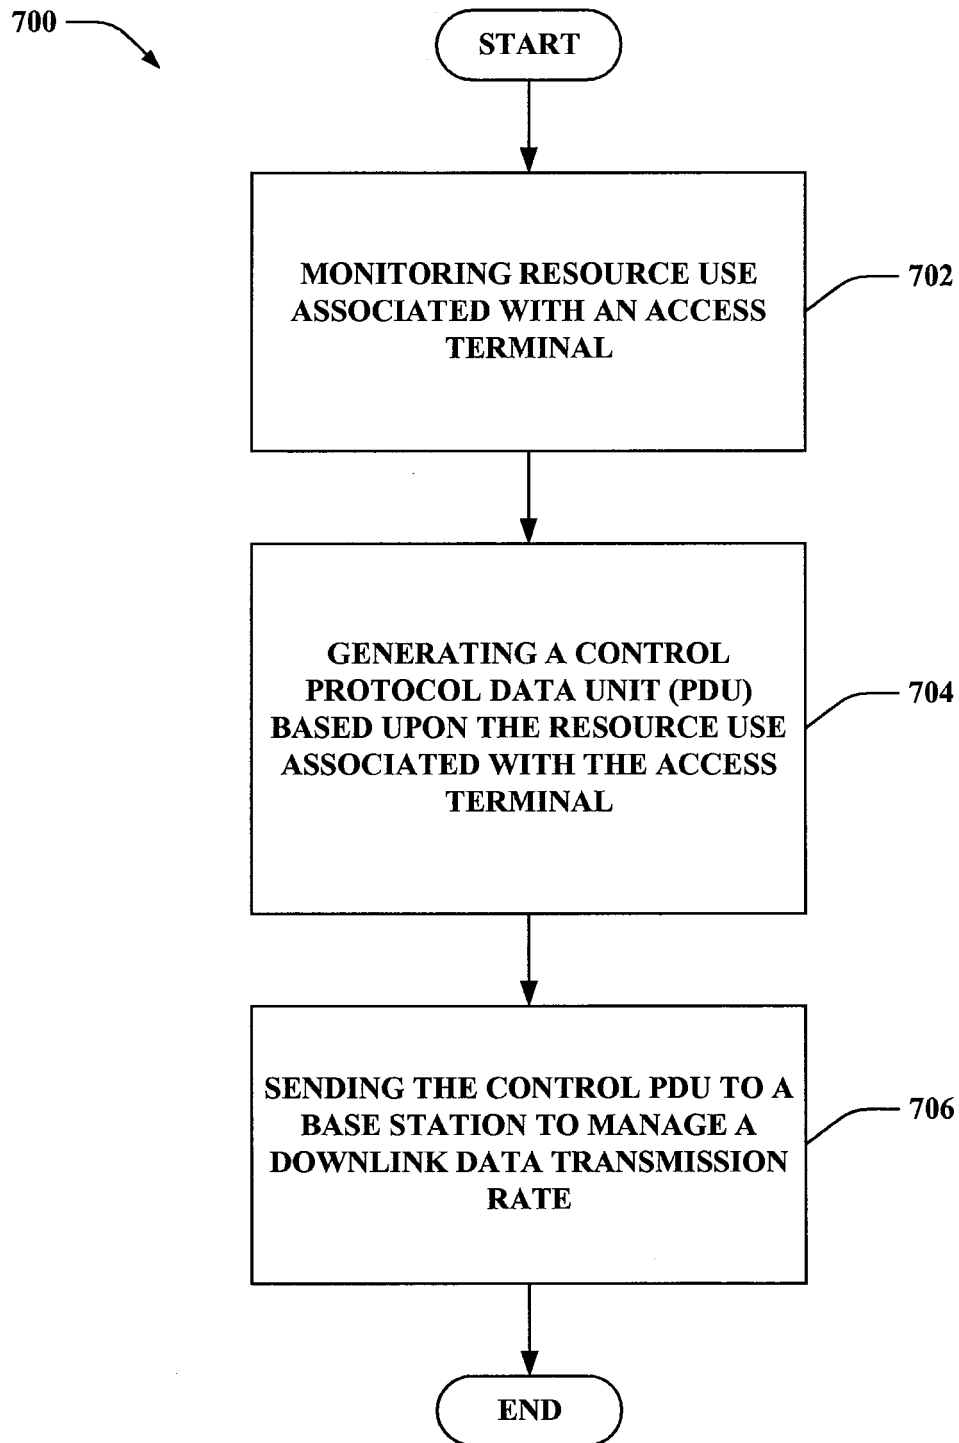 700
START
MONITORING RESOURCE USE
ASSOCIATED WITH AN ACCESS
TERMINAL
702
GENERATING A CONTROL
PROTOCOL DATA UNIT (PDU)
BASED UPON THE RESOURCE USE
ASSOCIATED WITH THE ACCESS
TERMINAL
704
SENDING THE CONTROL PDU TO A
BASE STATION TO MANAGE A
DOWNLINK DATA TRANSMISSION
RATE
706
END